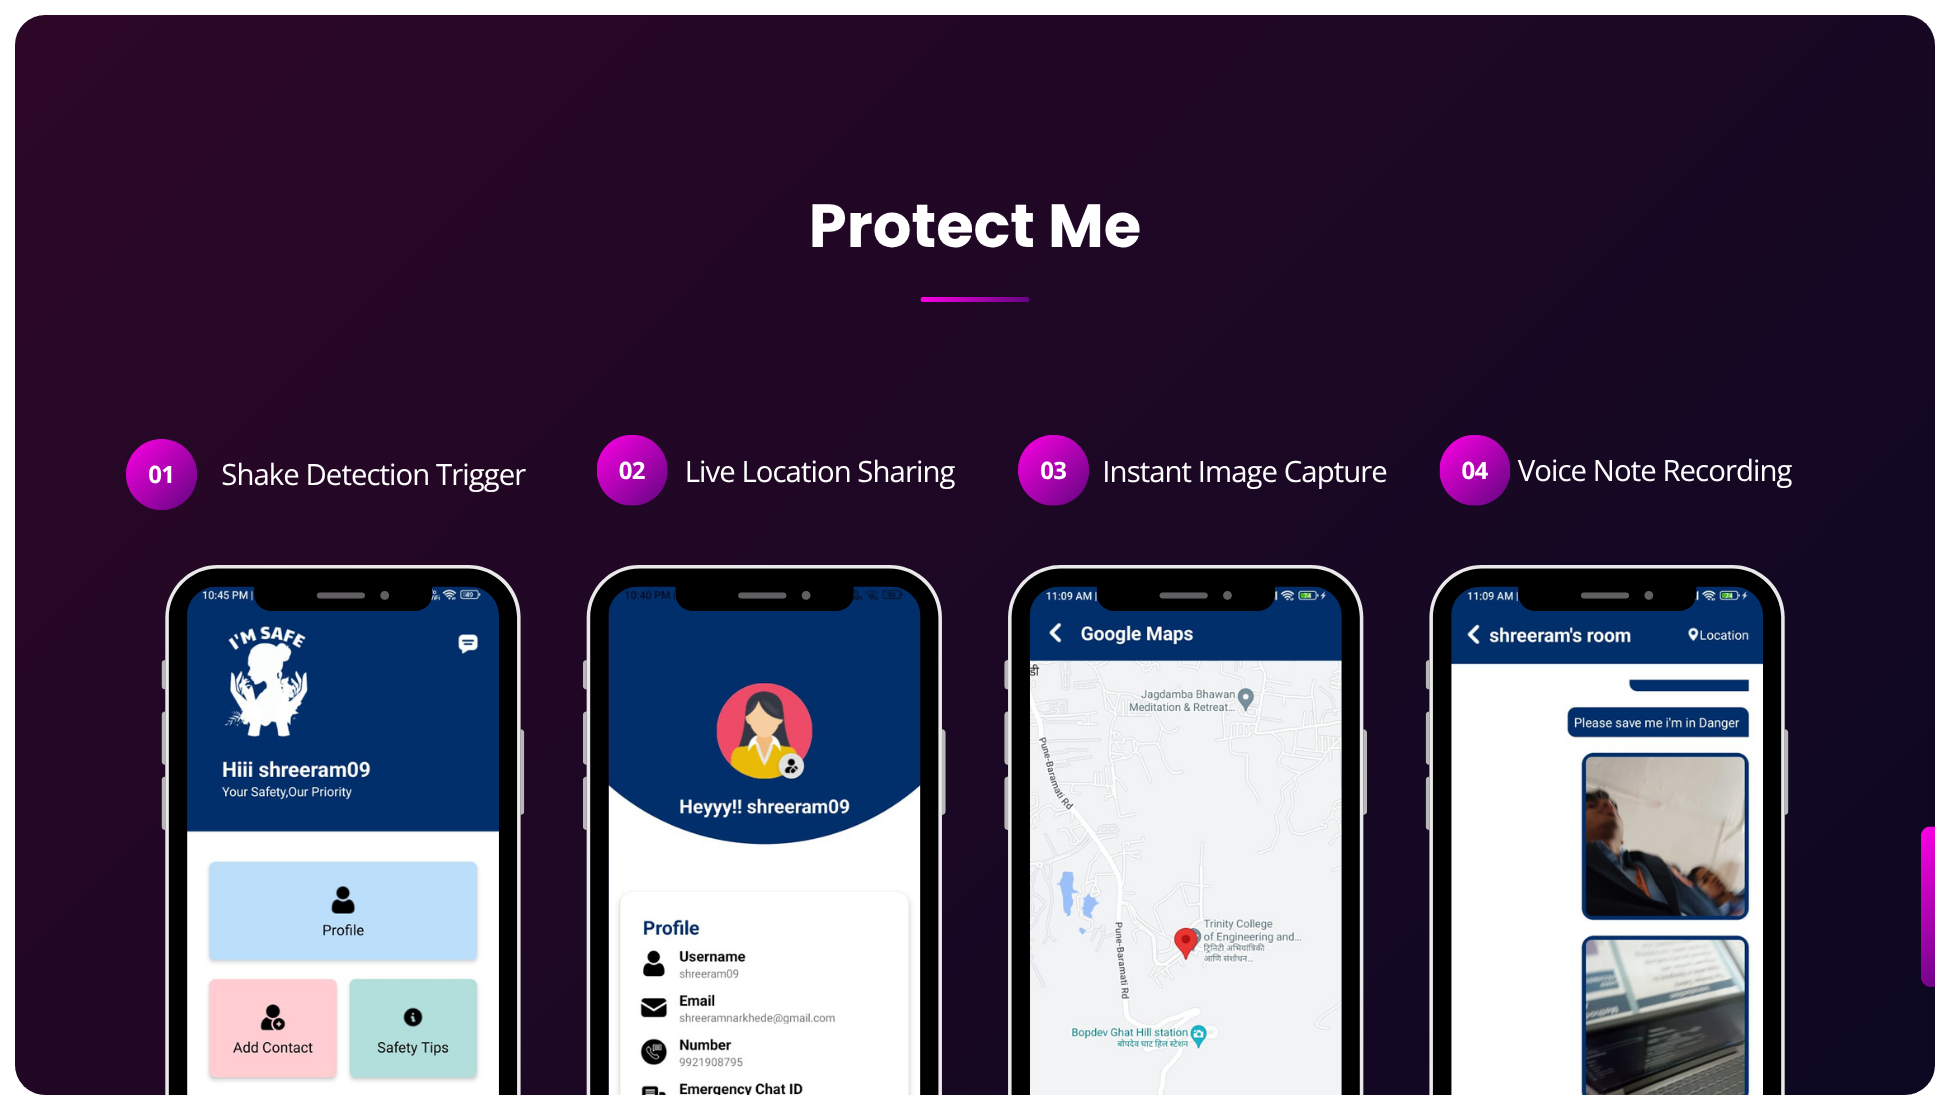 Protect Me
01
Shake Detection Trigger
02
Live Location Sharing
03
Instant Image Capture
04
Voice Note Recording
10:45 PM
49
I'M SAFE
Hiii shreeram09
Your Safety,Our Priority
Profile
Add Contact
Safety Tips
10:40 PM
Heyyy!! shreeram09
Profile
Username
shreeram09
Email
shreeramnarkhede@gmail.com
Number
9921908795
Emergency Chat ID
11:09 AM
74
Google Maps
डी
Jagdamba Bhawan
Meditation & Retreat...
Pune-Baramati Rd
Trinity College
of Engineering and...
ट्रिनिटी अभियांत्रिकी
आणि संशोधन...
Pune-Baramati Rd
Bopdev Ghat Hill station
बोपदेव घाट हिल स्टेशन
11:09 AM
74
shreeram's room
Location
Please save me i'm in Danger